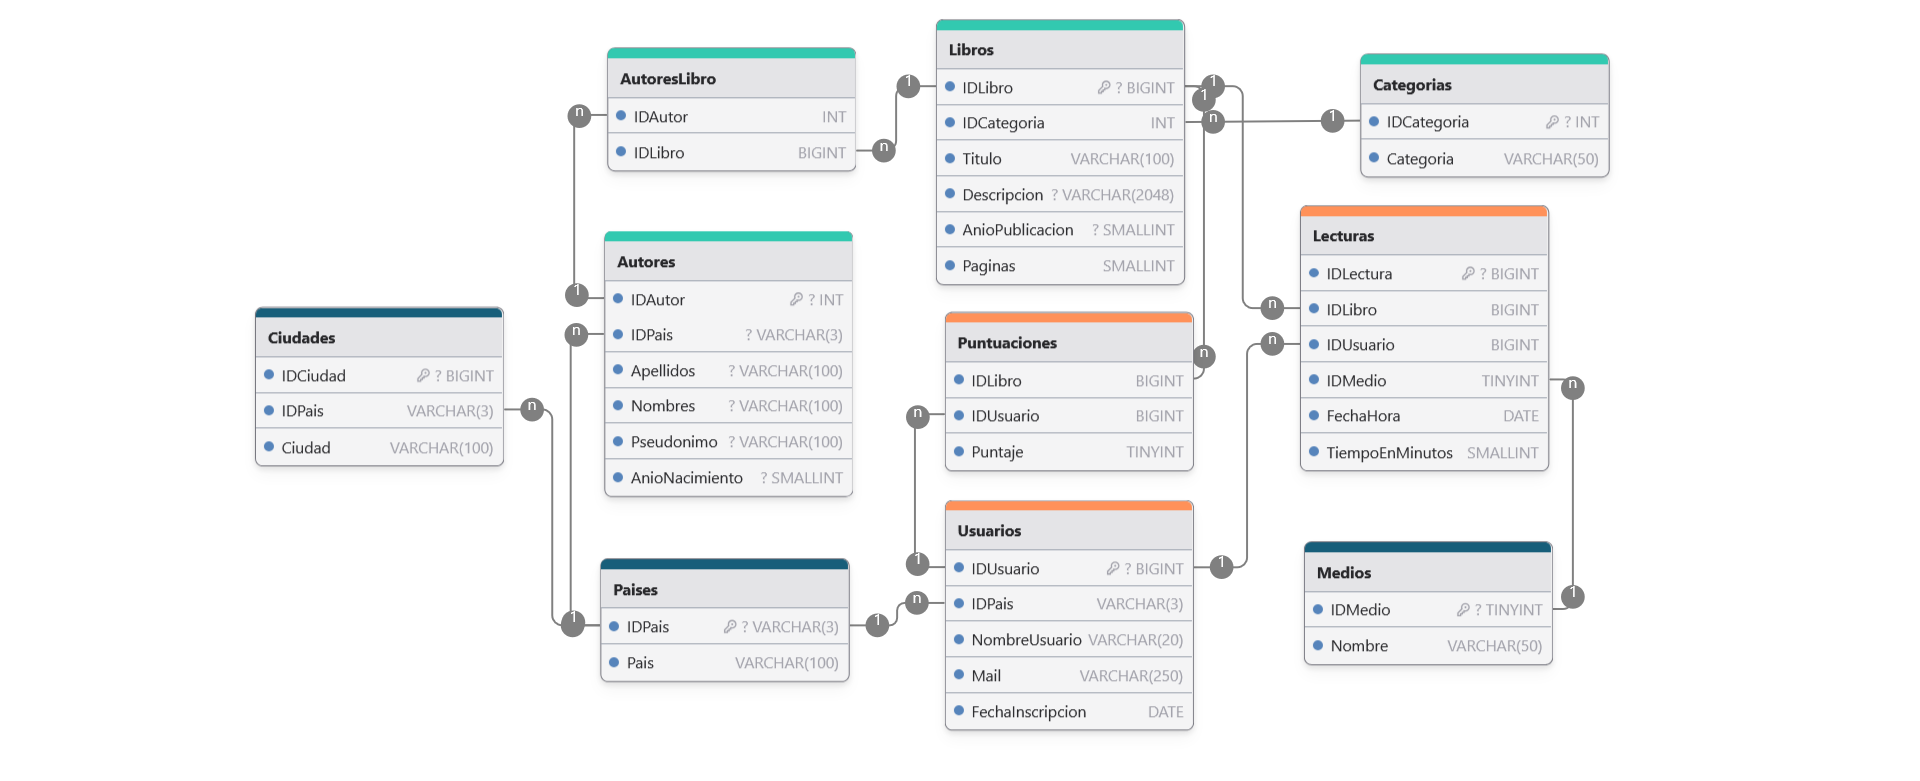 AutoresLibro
IDAutor INT
IDLibro BIGINT
Libros
IDLibro ? BIGINT
IDCategoria INT
Titulo VARCHAR(100)
Descripcion ? VARCHAR(2048)
AnioPublicacion ? SMALLINT
Paginas SMALLINT
Categorias
IDCategoria ? INT
Categoria VARCHAR(50)
Autores
IDAutor ? INT
IDPais ? VARCHAR(3)
Apellidos ? VARCHAR(100)
Nombres ? VARCHAR(100)
Pseudonimo ? VARCHAR(100)
AnioNacimiento ? SMALLINT
Lecturas
IDLectura ? BIGINT
IDLibro BIGINT
IDUsuario BIGINT
IDMedio TINYINT
FechaHora DATE
TiempoEnMinutos SMALLINT
Ciudades
IDCiudad ? BIGINT
IDPais VARCHAR(3)
Ciudad VARCHAR(100)
Puntuaciones
IDLibro BIGINT
IDUsuario BIGINT
Puntaje TINYINT
Usuarios
IDUsuario ? BIGINT
IDPais VARCHAR(3)
NombreUsuario VARCHAR(20)
Mail VARCHAR(250)
FechaInscripcion DATE
Paises
IDPais ? VARCHAR(3)
Pais VARCHAR(100)
Medios
IDMedio ? TINYINT
Nombre VARCHAR(50)
n
1
n
1
1
1
n
1
n
n
1
n
n
n
n
1
1
1
n
1
n
1